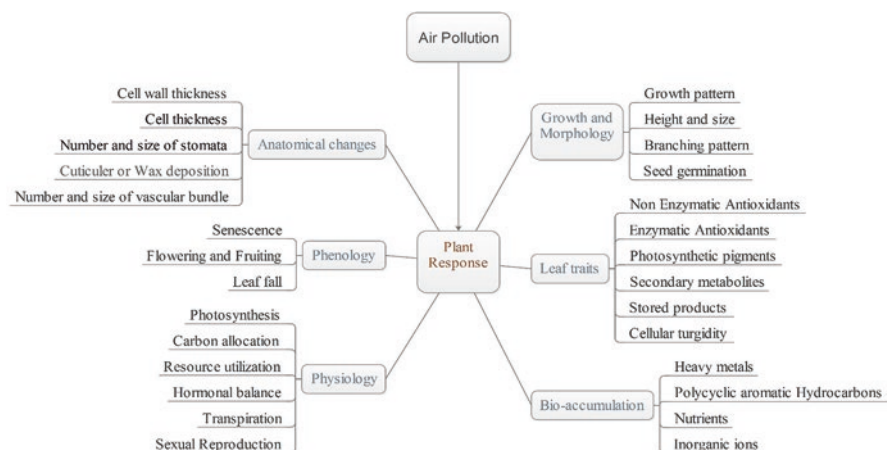 Air Pollution
Cell wall thickness
Cell thickness
Number and size of stomata
Cuticuler or Wax deposition
Number and size of vascular bundle
Anatomical changes
Growth and
Morphology
Growth pattern
Height and size
Branching pattern
Seed germination
Senescence
Flowering and Fruiting
Leaf fall
Phenology
Plant
Response
Leaf traits
Non Enzymatic Antioxidants
Enzymatic Antioxidants
Photosynthetic pigments
Secondary metabolites
Stored products
Cellular turgidity
Photosynthesis
Carbon allocation
Resource utilization
Hormonal balance
Transpiration
Sexual Reproduction
Physiology
Bio-accumulation
Heavy metals
Polycyclic aromatic Hydrocarbons
Nutrients
Inorganic ions